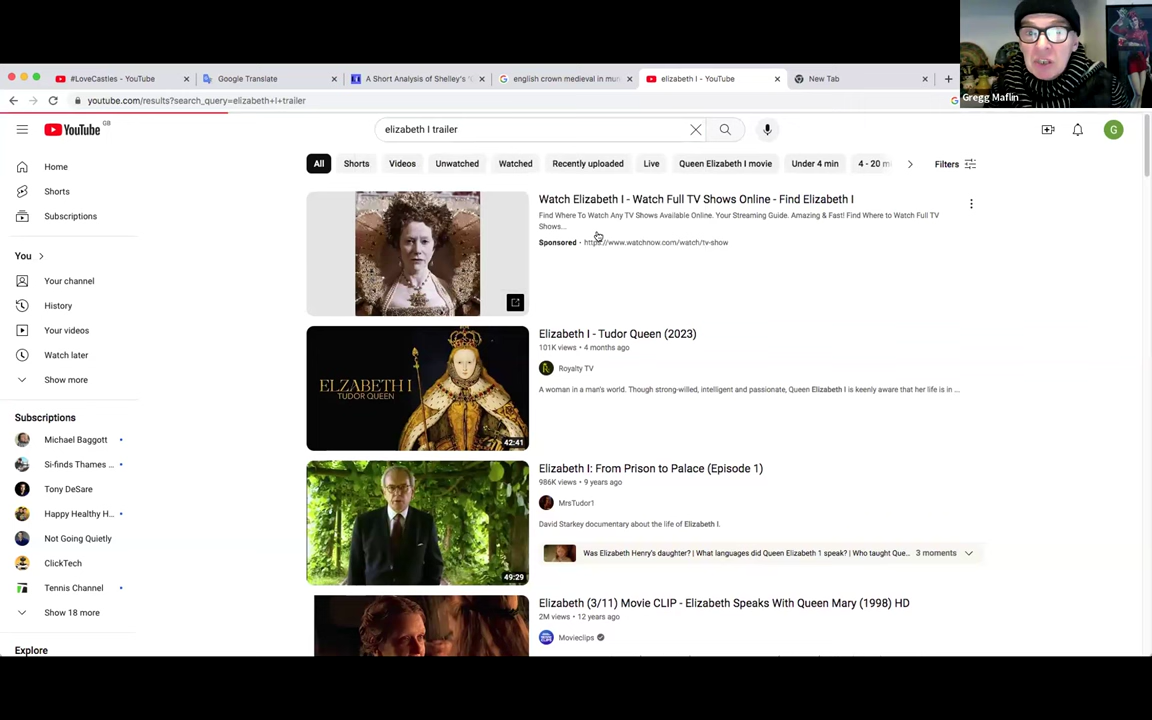 #LoveCastles - YouTube
Google Translate
A Short Analysis of Shelley's
english crown medieval in mu
elizabeth I - YouTube
New Tab
Gregg Maflin
youtube.com/results?search_query=elizabeth+I+trailer
YouTube GB
elizabeth I trailer
G
All
Shorts
Videos
Unwatched
Watched
Recently uploaded
Live
Queen Elizabeth I movie
Under 4 min
4 - 20 m
Filters
Home
Shorts
Subscriptions
You
Your channel
History
Your videos
Watch later
Show more
Subscriptions
Michael Baggott
Si-finds Thames ...
Tony DeSare
Happy Healthy H...
Not Going Quietly
ClickTech
Tennis Channel
Show 18 more
Explore
Watch Elizabeth I - Watch Full TV Shows Online - Find Elizabeth I
Find Where To Watch Any TV Shows Available Online. Your Streaming Guide. Amazing & Fast! Find Where to Watch Full TV
Shows...
Sponsored · https://www.watchnow.com/watch/tv-show
ELZABETH I
TUDOR QUEEN
42:41
Elizabeth I - Tudor Queen (2023)
101K views • 4 months ago
Royalty TV
A woman in a man's world. Though strong-willed, intelligent and passionate, Queen Elizabeth I is keenly aware that her life is in ...
49:29
Elizabeth I: From Prison to Palace (Episode 1)
986K views • 9 years ago
MrsTudor1
David Starkey documentary about the life of Elizabeth I.
Was Elizabeth Henry's daughter? | What languages did Queen Elizabeth 1 speak? | Who taught Que...
3 moments
Elizabeth (3/11) Movie CLIP - Elizabeth Speaks With Queen Mary (1998) HD
2M views • 12 years ago
Movieclips